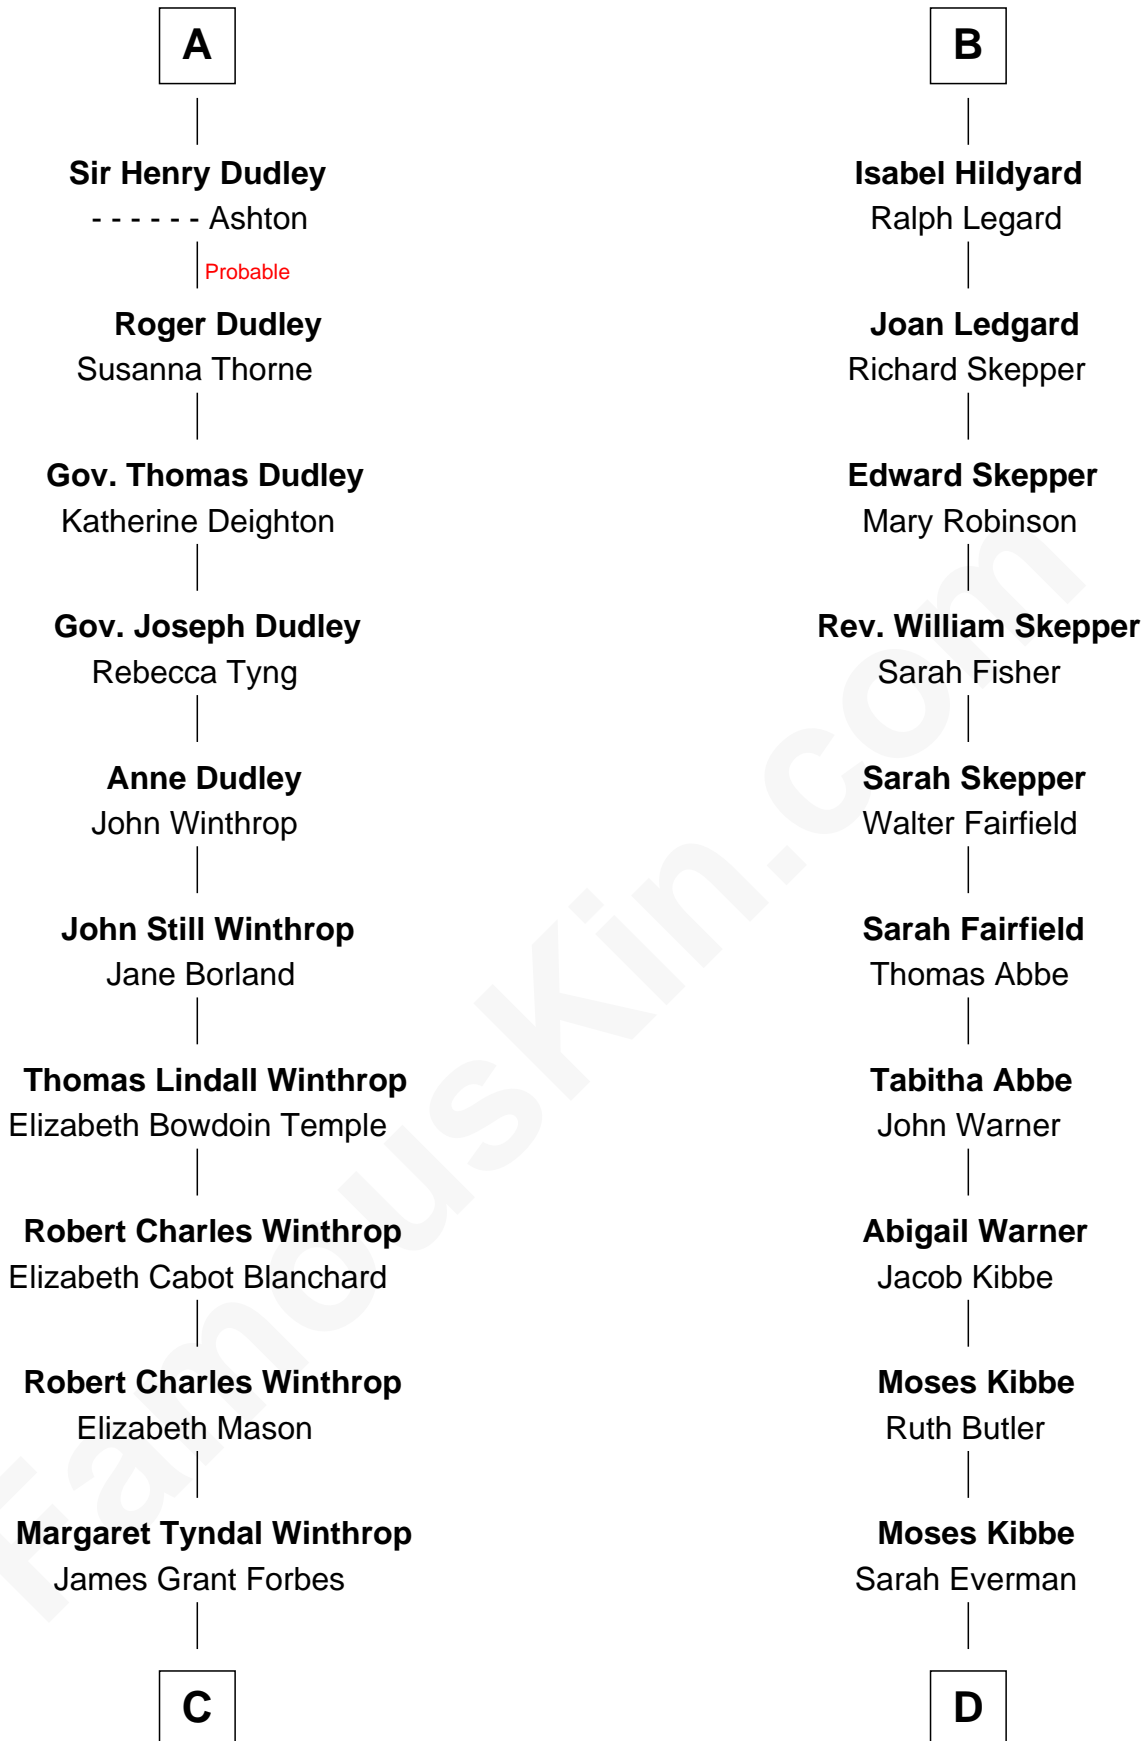 A
Sir Henry Dudley
- - - - - - Ashton
Probable
Roger Dudley
Susanna Thorne
Gov. Thomas Dudley
Katherine Deighton
Gov. Joseph Dudley
Rebecca Tyng
Anne Dudley
John Winthrop
John Still Winthrop
Jane Borland
Thomas Lindall Winthrop
Elizabeth Bowdoin Temple
Robert Charles Winthrop
Elizabeth Cabot Blanchard
Robert Charles Winthrop
Elizabeth Mason
Margaret Tyndal Winthrop
James Grant Forbes
C
B
Isabel Hildyard
Ralph Legard
Joan Ledgard
Richard Skepper
Edward Skepper
Mary Robinson
Rev. William Skepper
Sarah Fisher
Sarah Skepper
Walter Fairfield
Sarah Fairfield
Thomas Abbe
Tabitha Abbe
John Warner
Abigail Warner
Jacob Kibbe
Moses Kibbe
Ruth Butler
Moses Kibbe
Sarah Everman
D
FamousKin.com